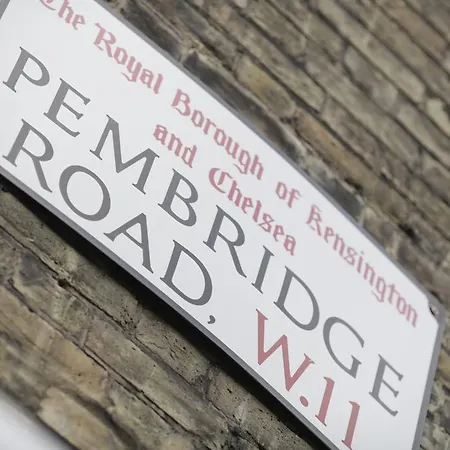 The Royal Borough of Kensington
and Chelsea
PEMBRIDGE
ROAD, W.11